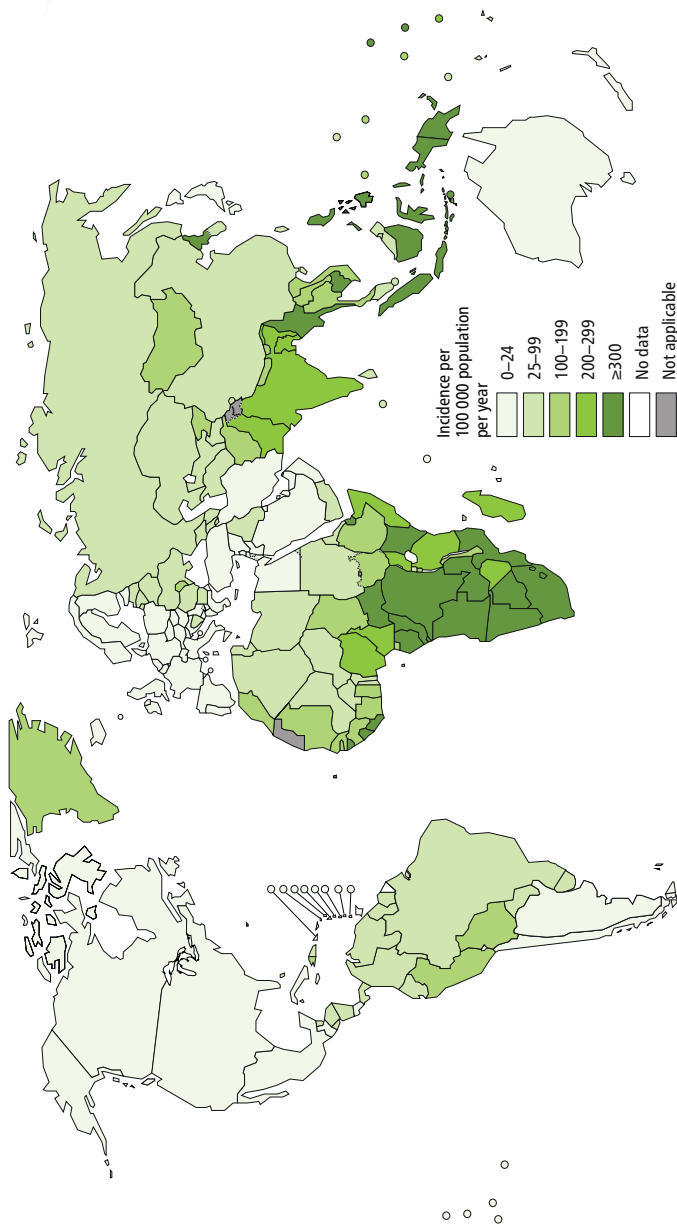 Incidence per
100 000 population
per year
0–24
25–99
100–199
200–299
≥300
No data
Not applicable